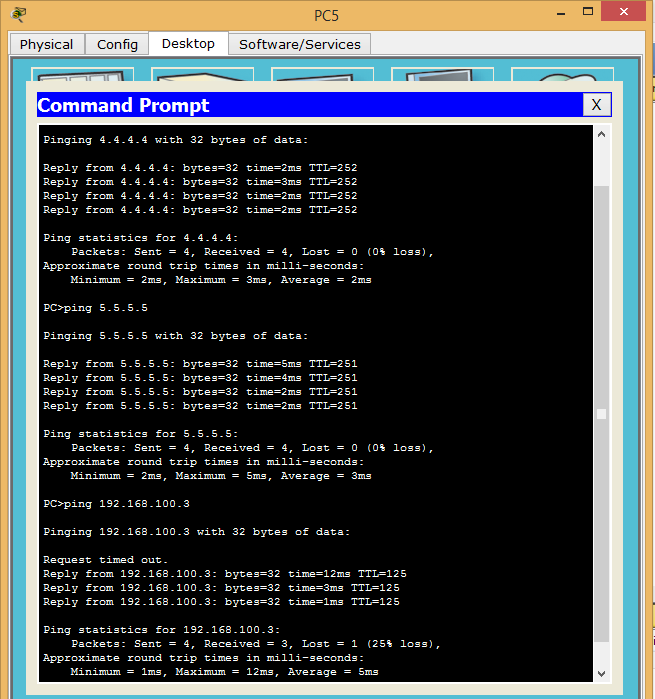 PC5
Physical Config Desktop Software/Services
Command Prompt X
Pinging 4.4.4.4 with 32 bytes of data:
Reply from 4.4.4.4: bytes=32 time=2ms TTL=252
Reply from 4.4.4.4: bytes=32 time=3ms TTL=252
Reply from 4.4.4.4: bytes=32 time=2ms TTL=252
Reply from 4.4.4.4: bytes=32 time=2ms TTL=252
Ping statistics for 4.4.4.4:
Packets: Sent = 4, Received = 4, Lost = 0 (0% loss),
Approximate round trip times in milli-seconds:
Minimum = 2ms, Maximum = 3ms, Average = 2ms
PC>ping 5.5.5.5
Pinging 5.5.5.5 with 32 bytes of data:
Reply from 5.5.5.5: bytes=32 time=5ms TTL=251
Reply from 5.5.5.5: bytes=32 time=4ms TTL=251
Reply from 5.5.5.5: bytes=32 time=2ms TTL=251
Reply from 5.5.5.5: bytes=32 time=2ms TTL=251
Ping statistics for 5.5.5.5:
Packets: Sent = 4, Received = 4, Lost = 0 (0% loss),
Approximate round trip times in milli-seconds:
Minimum = 2ms, Maximum = 5ms, Average = 3ms
PC>ping 192.168.100.3
Pinging 192.168.100.3 with 32 bytes of data:
Request timed out.
Reply from 192.168.100.3: bytes=32 time=12ms TTL=125
Reply from 192.168.100.3: bytes=32 time=3ms TTL=125
Reply from 192.168.100.3: bytes=32 time=1ms TTL=125
Ping statistics for 192.168.100.3:
Packets: Sent = 4, Received = 3, Lost = 1 (25% loss),
Approximate round trip times in milli-seconds:
Minimum = 1ms, Maximum = 12ms, Average = 5ms